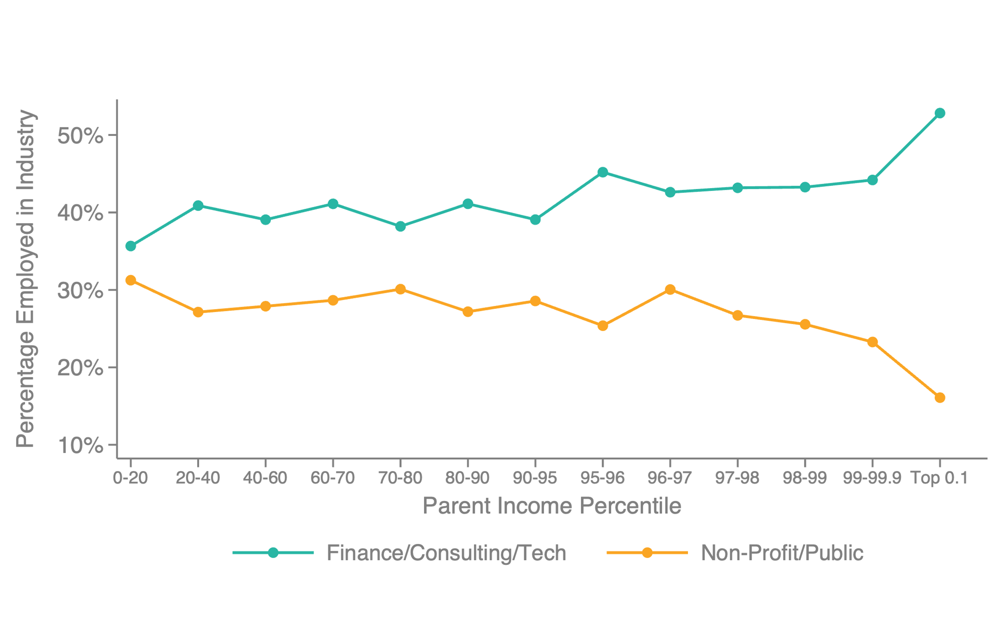 Percentage Employed in Industry
50%
40%
30%
20%
10%
0-20 20-40 40-60 60-70 70-80 80-90 90-95 95-96 96-97 97-98 98-99 99-99.9 Top 0.1
Parent Income Percentile
Finance/Consulting/Tech Non-Profit/Public